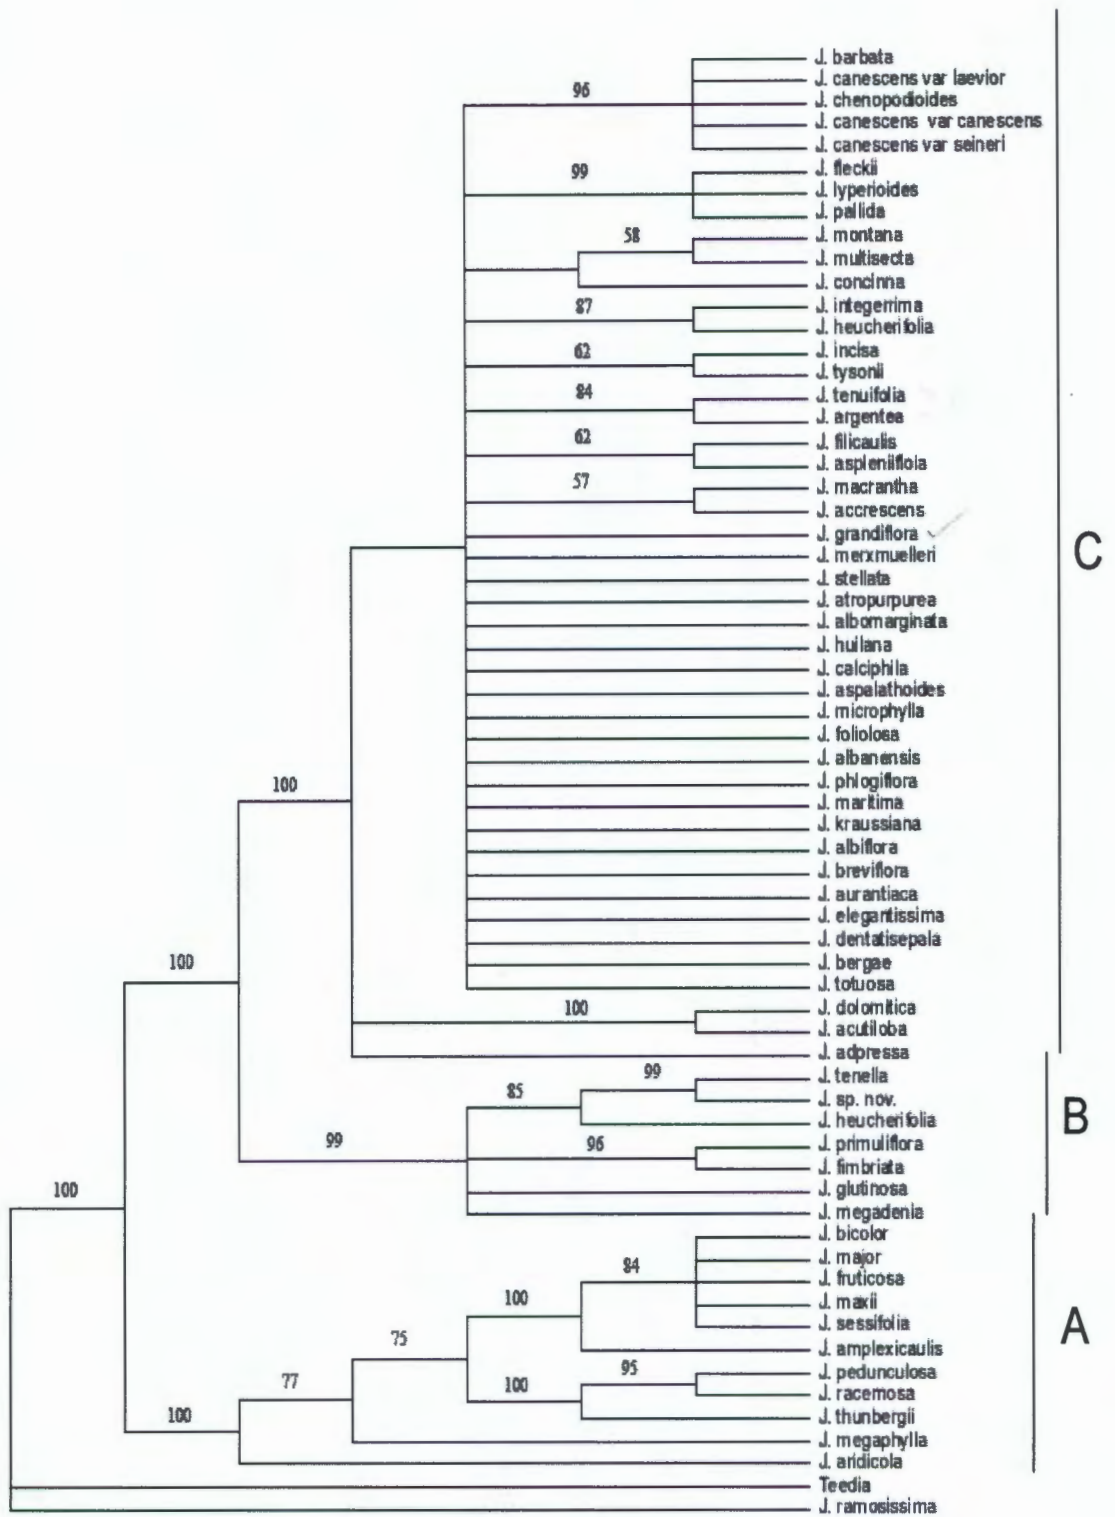 J. barbata
J. canescens var laevior
96
J. chenopodioides
J. canescens var canescens
J. canescens var seineri
J. fleckii
99
J. lyperioides
J. pallida
58
J. montana
J. multisecta
J. concinna
87
J. integerrima
J. heucherifolia
62
J. incisa
J. tysonii
84
J. tenuifolia
J. argentea
62
J. filicaulis
J. asplenilfiola
57
J. macrantha
J. accrescens
J. grandiflora
J. merxmuelleri
C
J. stellata
J. atropurpurea
J. albomarginata
J. huilana
J. calciphila
J. aspalathoides
J. microphylla
J. foliolosa
J. albanensis
100
J. phlogiflora
J. maritima
J. kraussiana
J. albiflora
J. breviflora
J. aurantiaca
J. elegantissima
J. dentatisepala
100
J. bergae
J. totuosa
100
J. dolomitica
J. acutiloba
J. adpressa
99
J. tenella
85
J. sp. nov.
B
J. heucherifolia
99
96
J. primuliflora
J. fimbriata
100
J. glutinosa
J. megadenia
J. bicolor
J. major
84
J. fruticosa
100
J. maxii
J. sessifolia
A
75
J. amplexicaulis
95
J. pedunculosa
77
100
J. racemosa
100
J. thunbergii
J. megaphylla
J. aridicola
Teedia
J. ramosissima